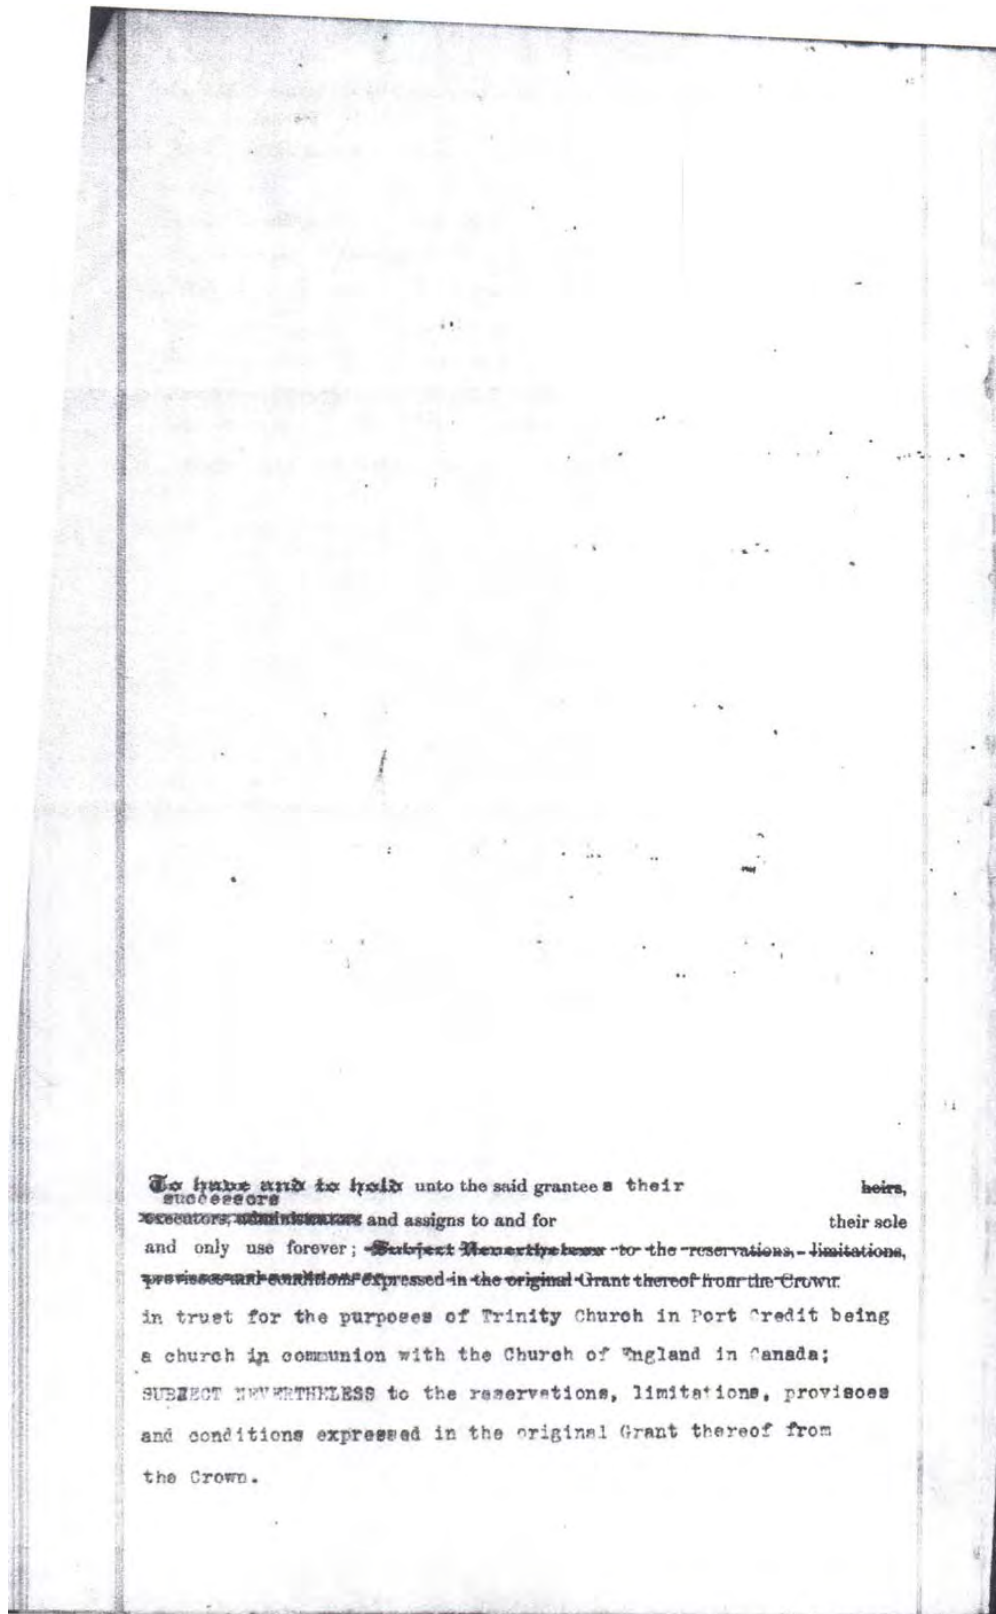 To have and to hold unto the said grantees their heirs,
successors
executors, administrators and assigns to and for their sole
and only use forever; Subject Nevertheless to the reservations, limitations,
provisoes and conditions expressed in the original Grant thereof from the Crown.
in trust for the purposes of Trinity Church in Port Credit being
a church in communion with the Church of England in Canada;
SUBJECT NEVERTHELESS to the reservations, limitations, provisoes
and conditions expressed in the original Grant thereof from
the Crown.